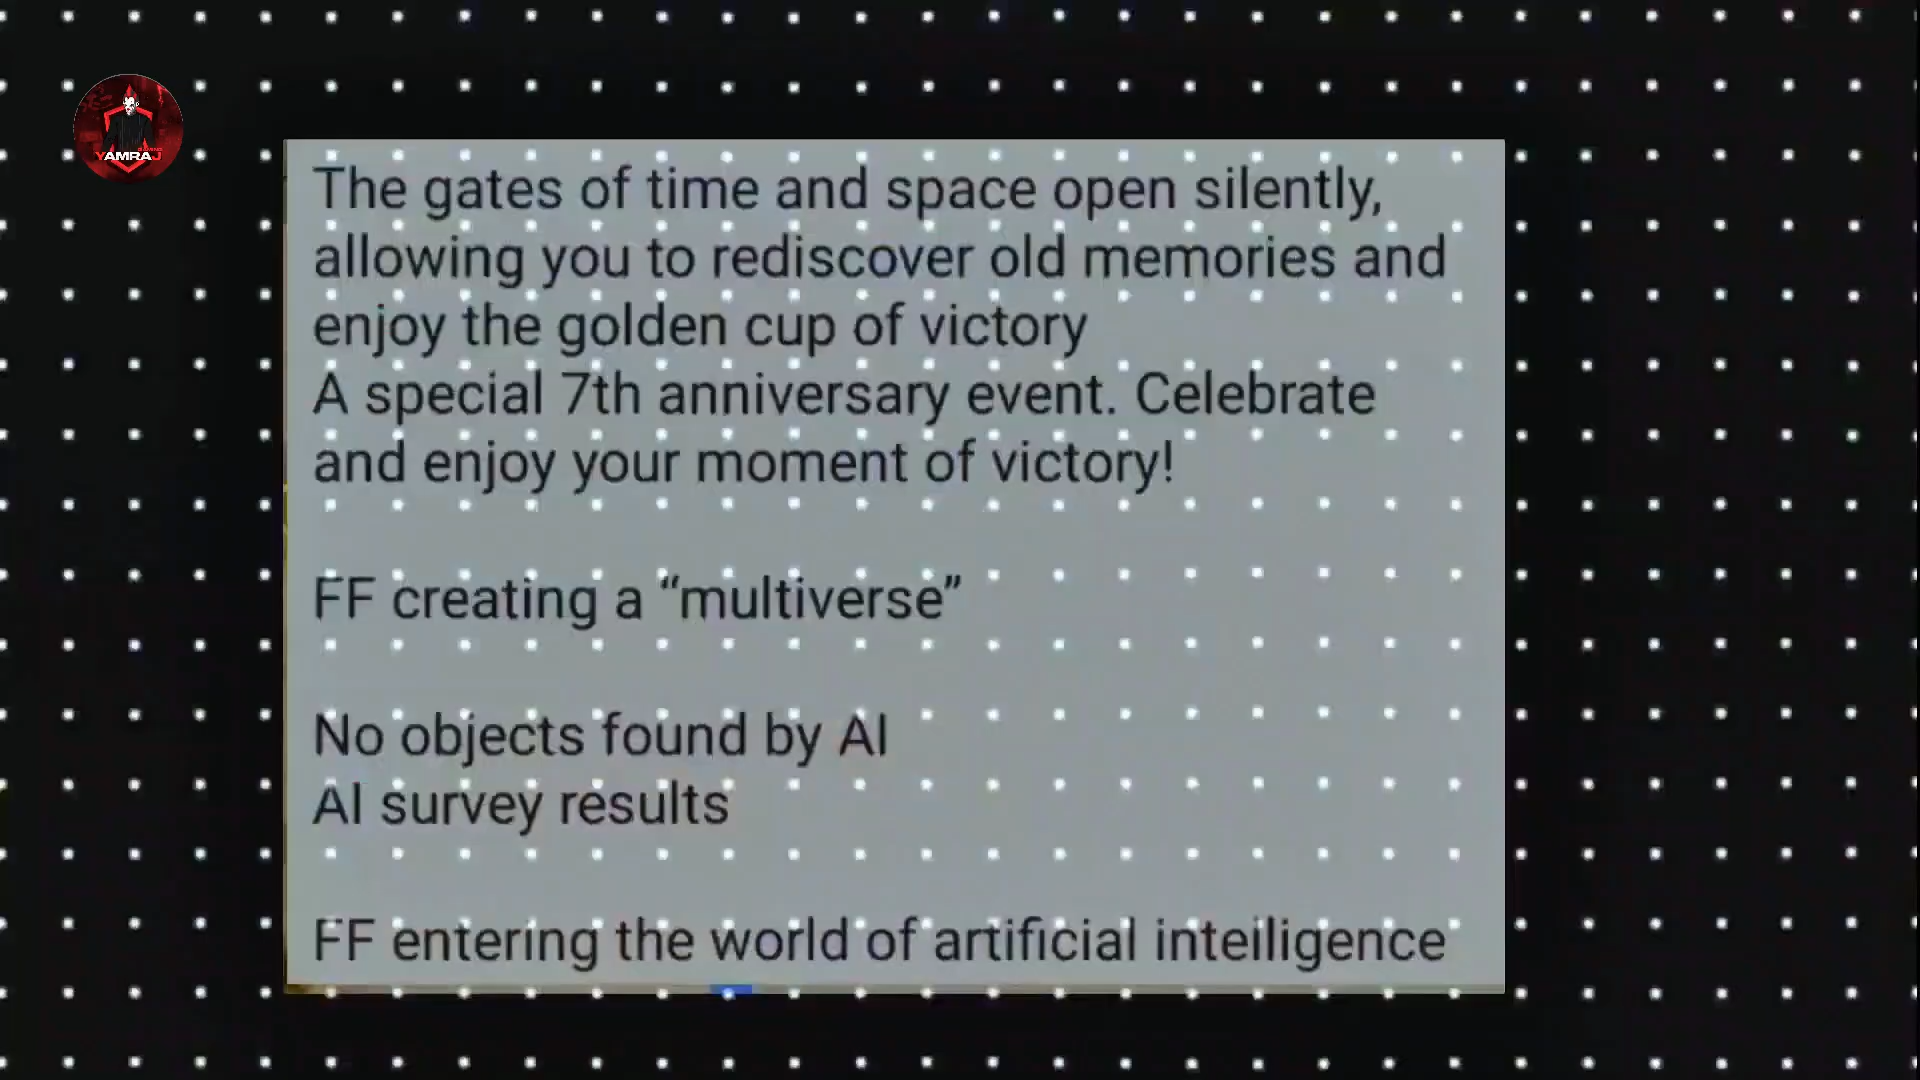 YAMRAJ
The gates of time and space open silently,
allowing you to rediscover old memories and
enjoy the golden cup of victory
A special 7th anniversary event. Celebrate
and enjoy your moment of victory!
FF creating a “multiverse”
No objects found by AI
AI survey results
FF entering the world of artificial intelligence